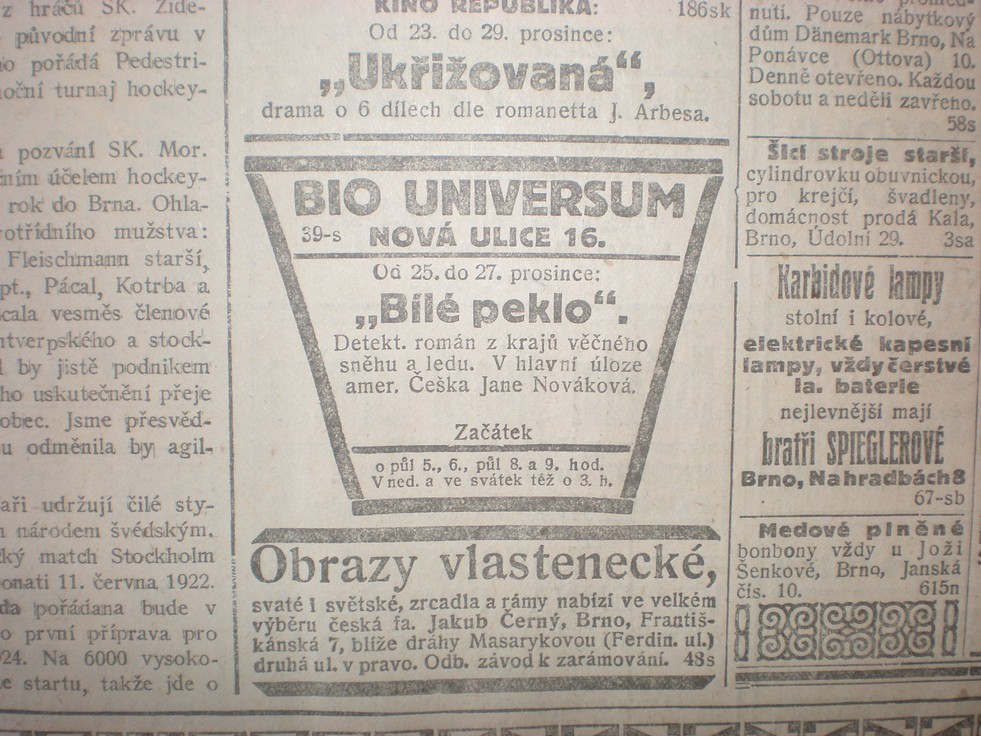 z hráčů SK. Žide-
původní zprávu v
pořádá Pedestri-
noční turnaj hockey-
pozvání SK. Mor.
ním účelem hockey-
rok do Brna. Ohla-
otřídního mužstva:
Fleischmann starší,
pt., Pácal, Kotrba a
cala vesměs členové
ntverpského a stock-
by jistě podnikem
ho uskutečnění přeje
obec. Jsme přesvěd-
u odměnila by agil-
aři udržují čilé sty-
národem švédským.
ký match Stockholm
onati 11. června 1922.
da pořádana bude v
o první příprava pro
24. Na 6000 vysoko-
e startu, takže jde o
KINO REPUBLIKA: 186sk
Od 23. do 29. prosince:
„Ukřižovaná“,
drama o 6 dílech dle romanetta J. Arbesa.
BIO UNIVERSUM
39-s NOVÁ ULICE 16.
Od 25. do 27. prosince:
„Bílé peklo“.
Detekt. román z krajů věčného
sněhu a ledu. V hlavní úloze
amer. Češka Jane Nováková.
Začátek
o půl 5., 6., půl 8. a 9. hod.
V ned. a ve svátek též o 3. h.
Obrazy vlastenecké,
svaté i světské, zrcadla a rámy nabízí ve velkém
výběru česká fa. Jakub Černý, Brno, Františ-
kánská 7, blíže dráhy Masarykovou (Ferdin. ul.)
druhá ul. v pravo. Odb. závod k zarámování. 48s
nuti. Pouze nábytkový
dům Dänemark Brno, Na
Ponávce (Ottova) 10.
Denně otevřeno. Každou
sobotu a neděli zavřeno.
58s
Šicí stroje starší,
cylindrovku obuvnickou,
pro krejčí, švadleny,
domácnost prodá Kala,
Brno, Údolní 29. 3sa
Karbidové lampy
stolní i kolové,
elektrické kapesní
lampy, vždy čerstvé
Ia. baterie
nejlevnější mají
bratři SPIEGLEROVÉ
Brno, Na hradbách 8
67-sb
Medové plněné
bonbony vždy u Joži
Šenkové, Brno, Janská
čís. 10. 615n